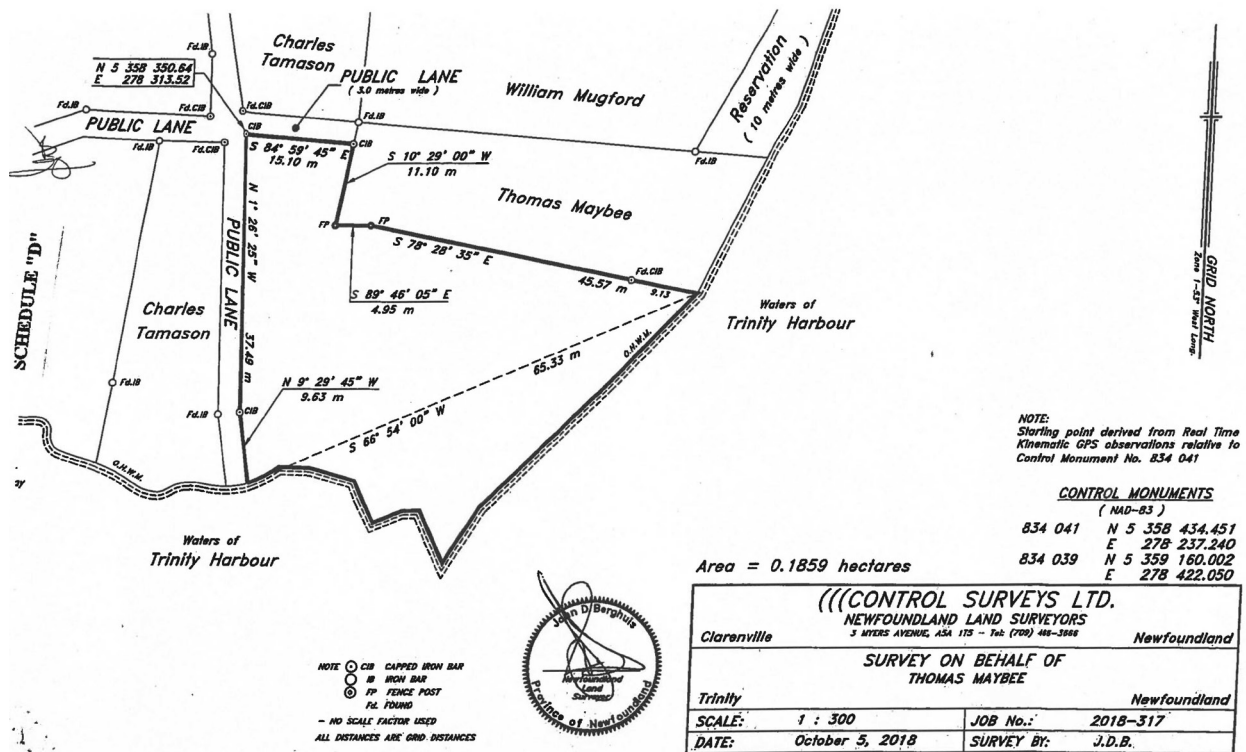 Fd.IB
Charles
Tamason
N 5 358 350.64
E 278 313.52
PUBLIC LANE
( 3.0 metres wide )
William Mugford
Reservation
( 10 metres wide )
Fd.IB
Fd.CIB
Fd.CIB
PUBLIC LANE
CIB
Fd.IB
Fd.IB
Fd.CIB
S 84° 59' 45" E
15.10 m
CIB
Fd.IB
S 10° 29' 00" W
11.10 m
Thomas Maybee
N 1° 26' 25" W
37.49 m
PUBLIC LANE
FP
FP
S 78° 28' 35" E
45.57 m
Fd.CIB
9.13
S 89° 46' 05" E
4.95 m
SCHEDULE "D"
Charles
Tamason
Waters of
Trinity Harbour
GRID NORTH
Zone 1-53° West Long.
65.33 m
O.H.W.M.
Fd.IB
N 9° 29' 45" W
9.63 m
Fd.IB
CIB
S 66° 54' 00" W
O.H.W.M.
NOTE:
Starting point derived from Real Time
Kinematic GPS observations relative to
Control Monument No. 834 041
CONTROL MONUMENTS
( NAD-83 )
834 041 N 5 358 434.451
E 278 237.240
834 039 N 5 359 160.002
E 278 422.050
Waters of
Trinity Harbour
Area = 0.1859 hectares
(((CONTROL SURVEYS LTD.
NEWFOUNDLAND LAND SURVEYORS
3 MYERS AVENUE, A5A 1T5 - Tel: (709)
Clarenville Newfoundland
SURVEY ON BEHALF OF
THOMAS MAYBEE
Trinity Newfoundland
SCALE: 1 : 300 JOB No.: 2018-317
DATE: October 5, 2018 SURVEY BY: J.D.B.
NOTE CIB CAPPED IRON BAR
IB IRON BAR
FP FENCE POST
Fd. FOUND
- NO SCALE FACTOR USED
ALL DISTANCES ARE GRID DISTANCES
John D. Berghuis
Newfoundland
Land
Surveyor
Province of Newfoundland